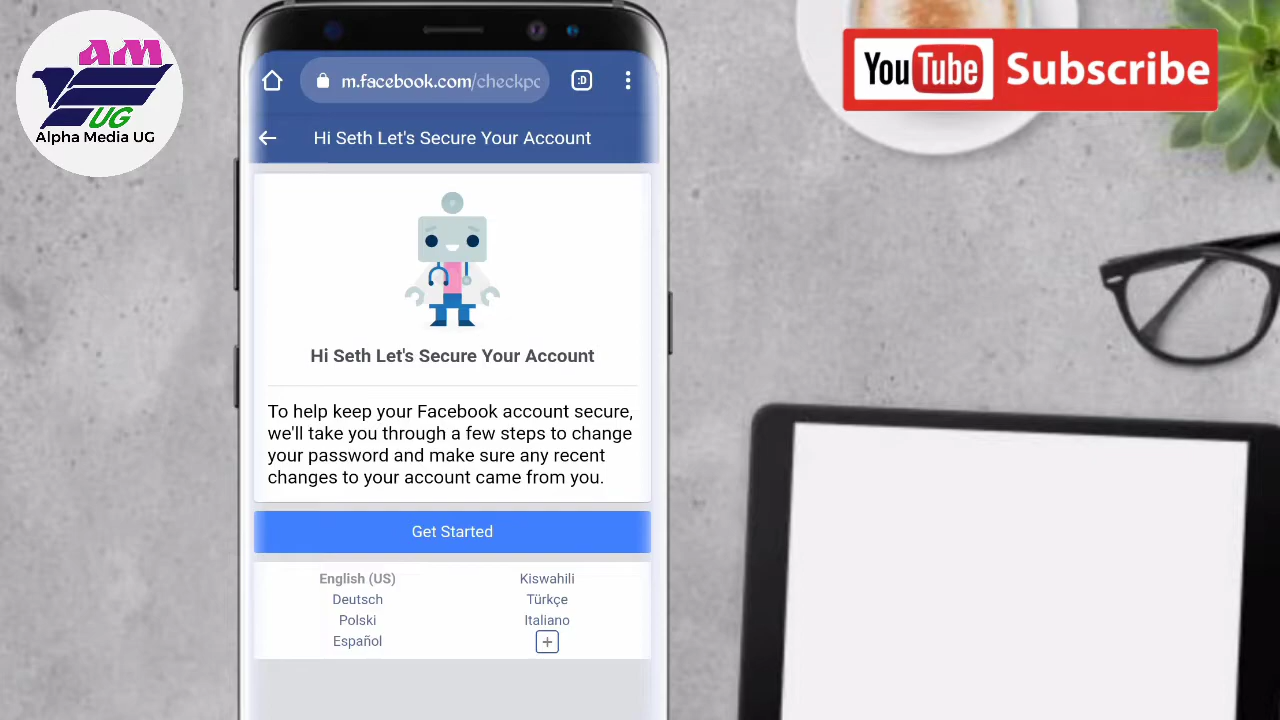 AM
UG
Alpha Media UG
YouTube Subscribe
:D
m.facebook.com/checkpo
Hi Seth Let's Secure Your Account
Hi Seth Let's Secure Your Account
To help keep your Facebook account secure,
we'll take you through a few steps to change
your password and make sure any recent
changes to your account came from you.
Get Started
English (US)
Kiswahili
Deutsch
Türkçe
Polski
Italiano
Español
+